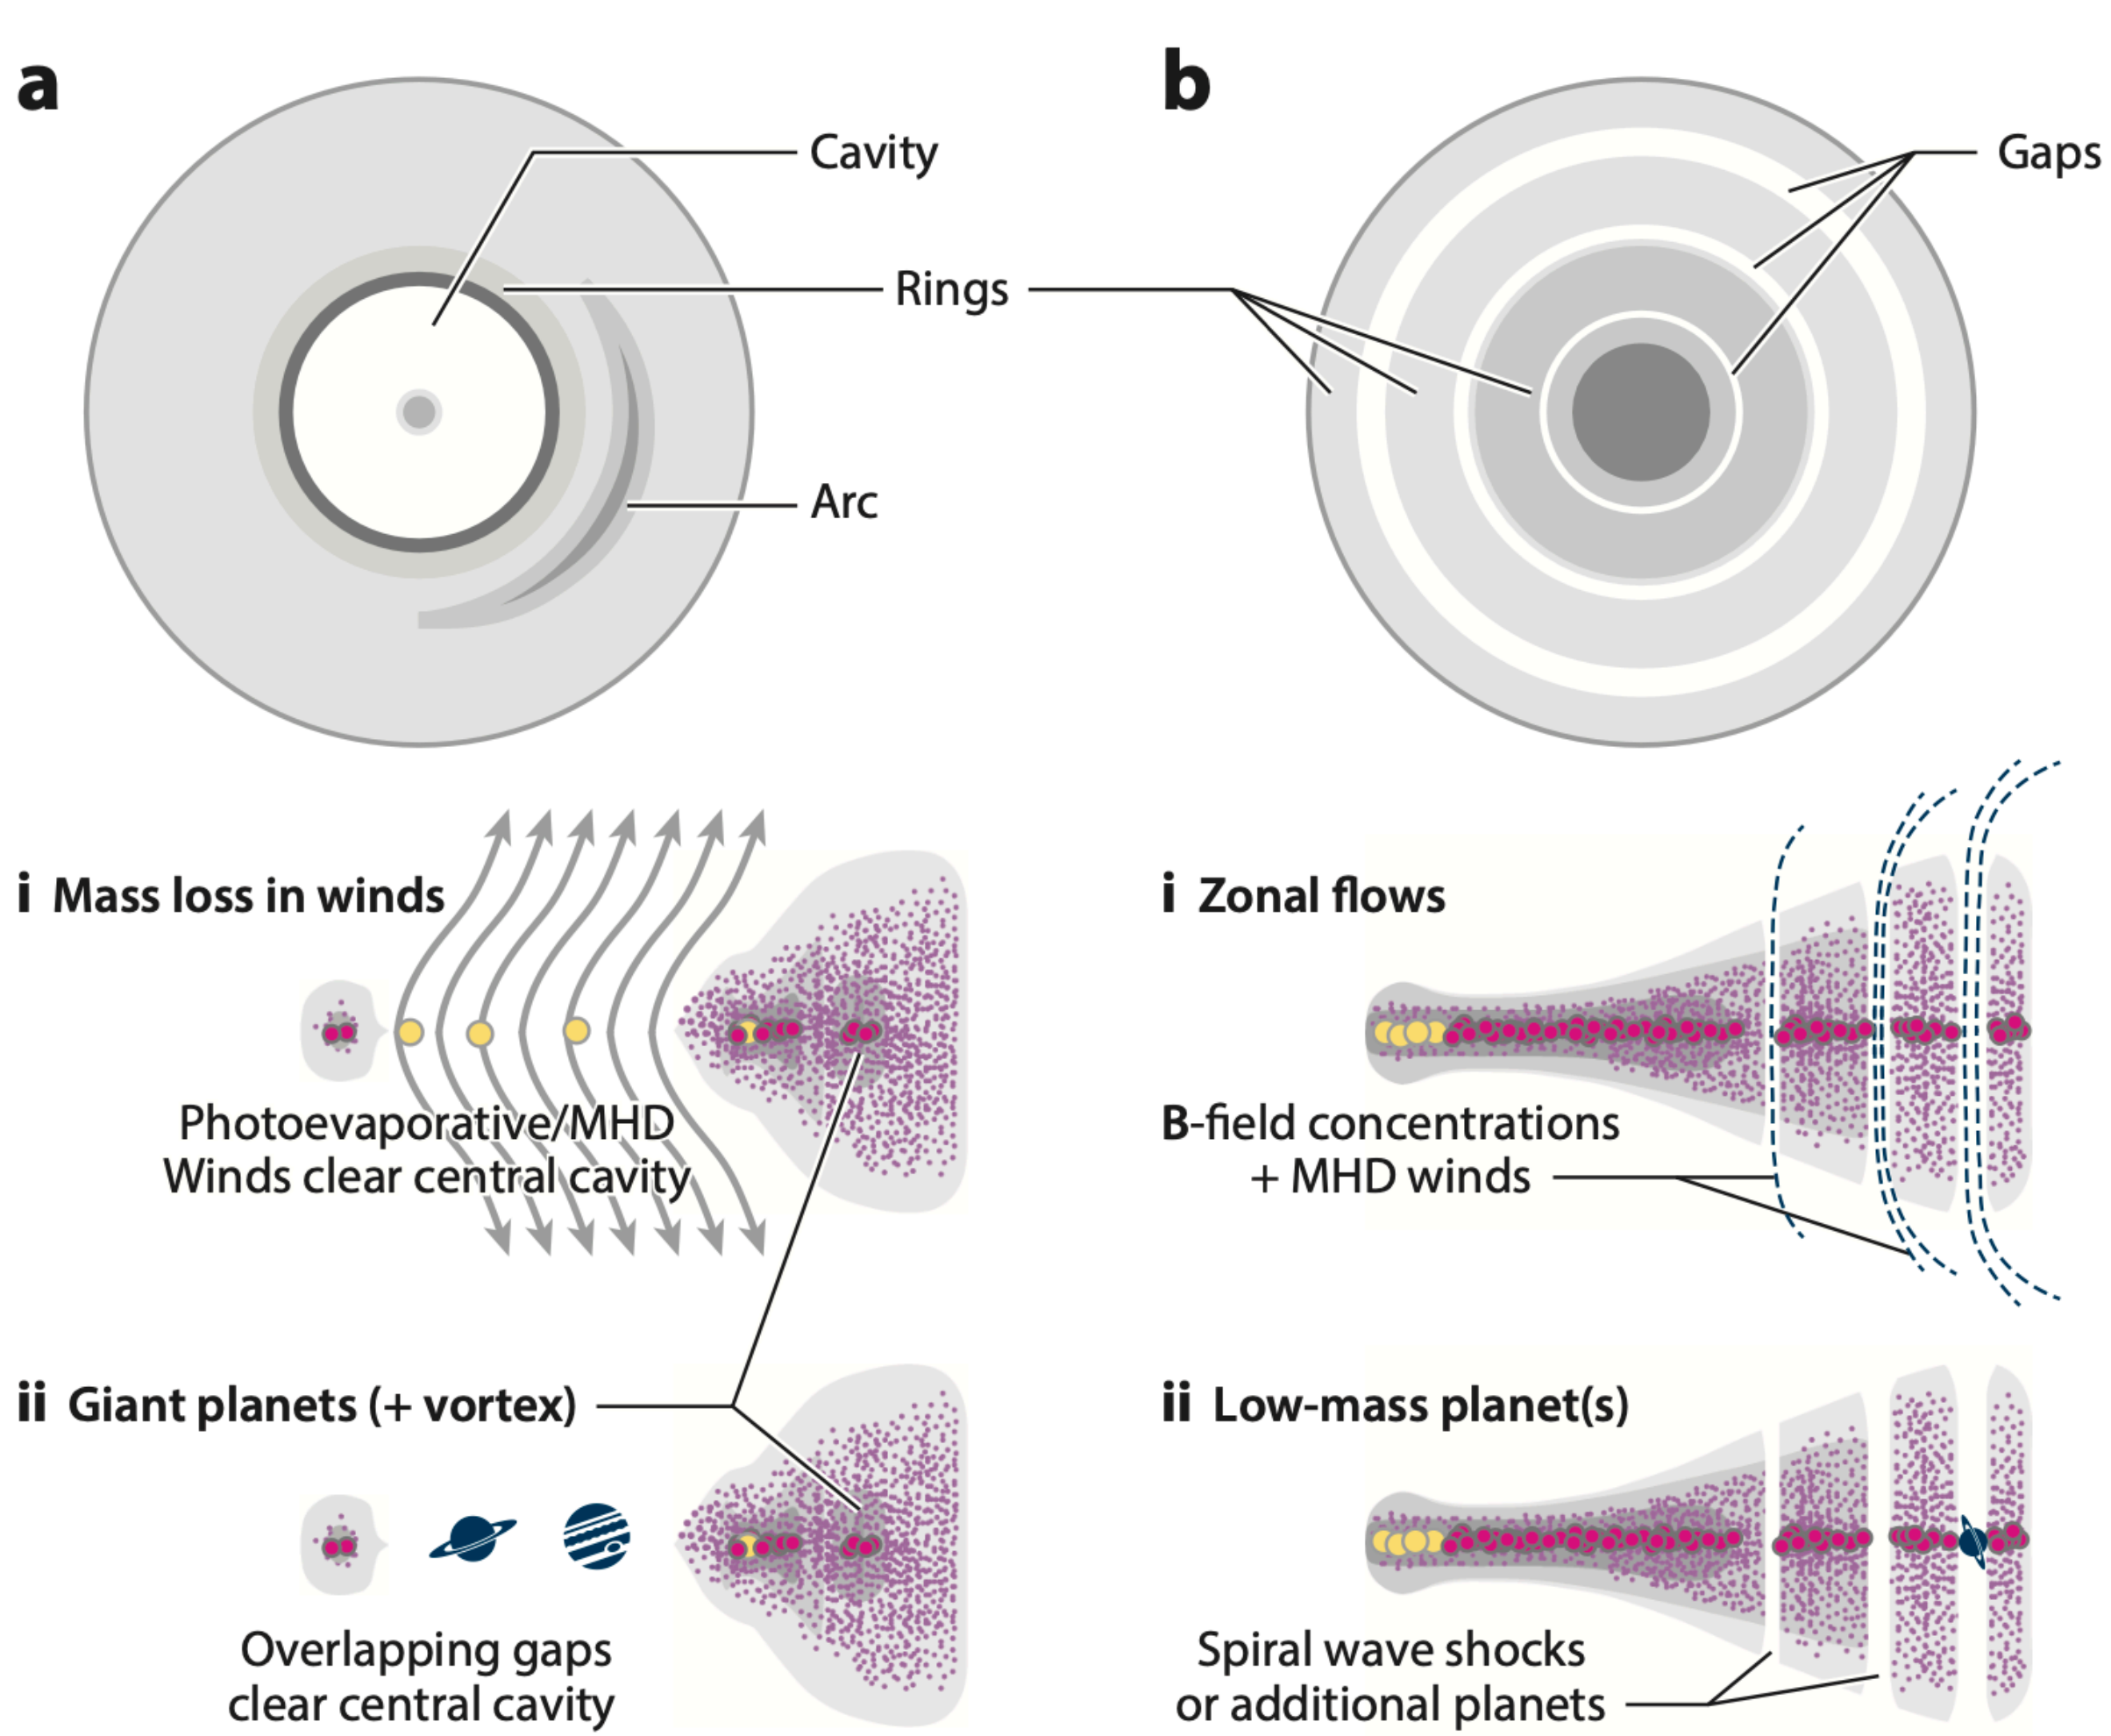 a
Cavity
Rings
Arc
b
Gaps
i Mass loss in winds
Photoevaporative/MHD
Winds clear central cavity
ii Giant planets (+ vortex)
Overlapping gaps
clear central cavity
i Zonal flows
B-field concentrations
+ MHD winds
ii Low-mass planet(s)
Spiral wave shocks
or additional planets